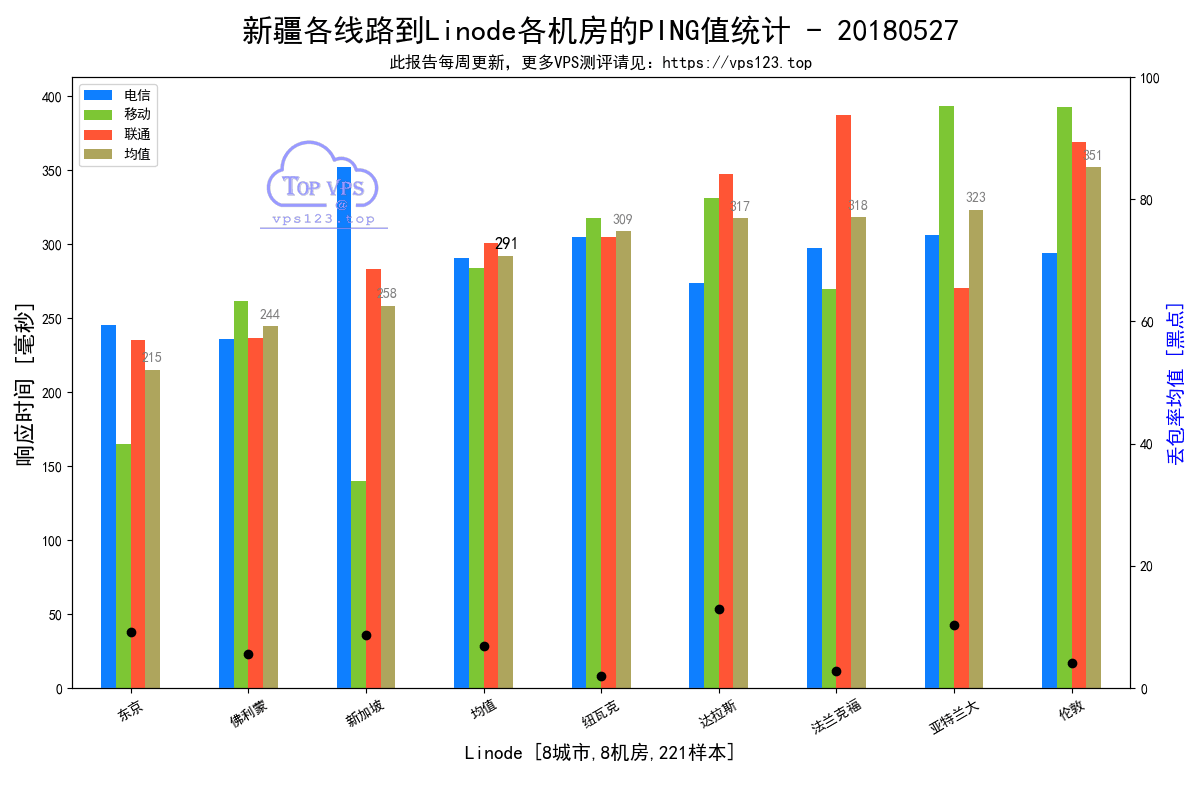 新疆各线路到Linode各机房的PING值统计 - 20180527
此报告每周更新，更多VPS测评请见：https://vps123.top
电信
移动
联通
均值
TOP VPS
@
vps123.top
响应时间 [毫秒]
400
350
300
250
200
150
100
50
0
215
244
258
291
309
317
318
323
351
100
80
60
40
20
0
丢包率均值 [黑点]
东京
佛利蒙
新加坡
均值
纽瓦克
达拉斯
法兰克福
亚特兰大
伦敦
Linode [8城市,8机房,221样本]